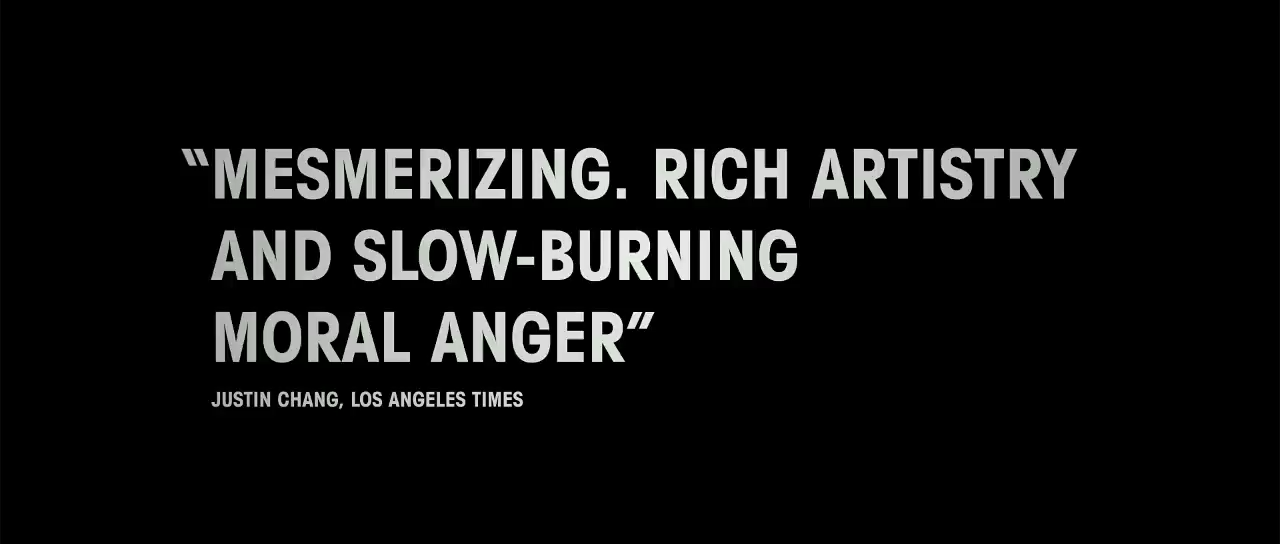 “MESMERIZING. RICH ARTISTRY
AND SLOW-BURNING
MORAL ANGER”
JUSTIN CHANG, LOS ANGELES TIMES